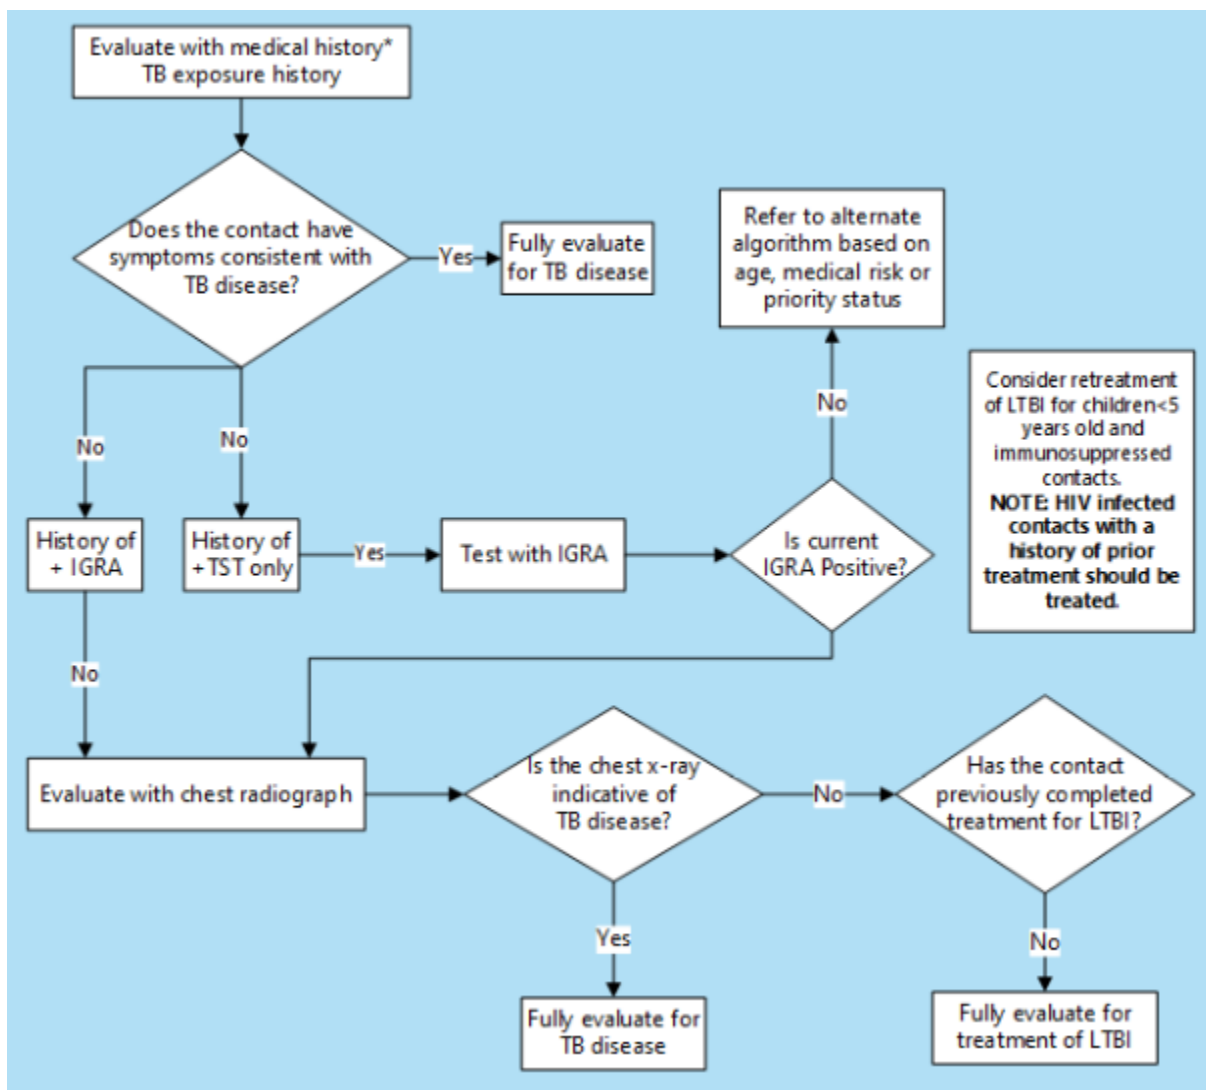 Evaluate with medical history*
TB exposure history
Does the contact have
symptoms consistent with
TB disease?
Yes
Fully evaluate
for TB disease
Refer to alternate
algorithm based on
age, medical risk or
priority status
No
Consider retreatment
of LTBI for children<5
years old and
immunosuppressed
contacts.
NOTE: HIV infected
contacts with a
history of prior
treatment should be
treated.
No
No
History of
+ IGRA
History of
+TST only
Yes
Test with IGRA
Is current
IGRA Positive?
No
Evaluate with chest radiograph
Is the chest x-ray
indicative of
TB disease?
No
Has the contact
previously completed
treatment for LTBI?
Yes
No
Fully evaluate for
TB disease
Fully evaluate for
treatment of LTBI